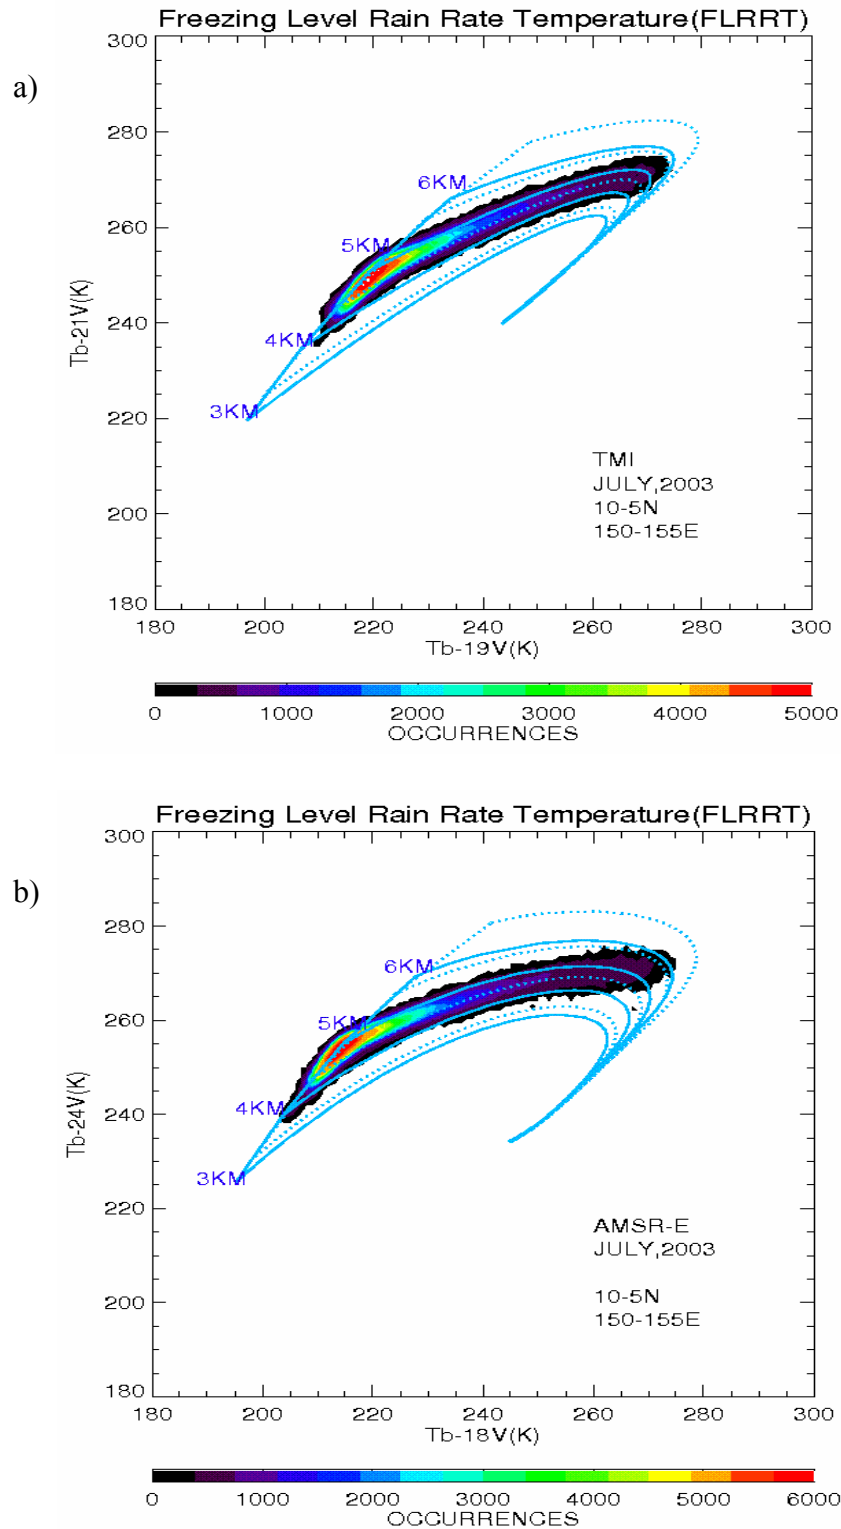 Freezing Level Rain Rate Temperature(FLRRT)
a)
300
280
6KM
260
5KM
Tb-21V(K)
240
4KM
220
3KM
TMI
JULY,2003
200
10-5N
150-155E
180
180 200 220 240 260 280 300
Tb-19V(K)
0 1000 2000 3000 4000 5000
OCCURRENCES
Freezing Level Rain Rate Temperature(FLRRT)
300
b)
280
6KM
260
5KM
Tb-24V(K)
240
4KM
3KM
220
AMSR-E
JULY,2003
200
10-5N
150-155E
180
180 200 220 240 260 280 300
Tb-18V(K)
0 1000 2000 3000 4000 5000 6000
OCCURRENCES